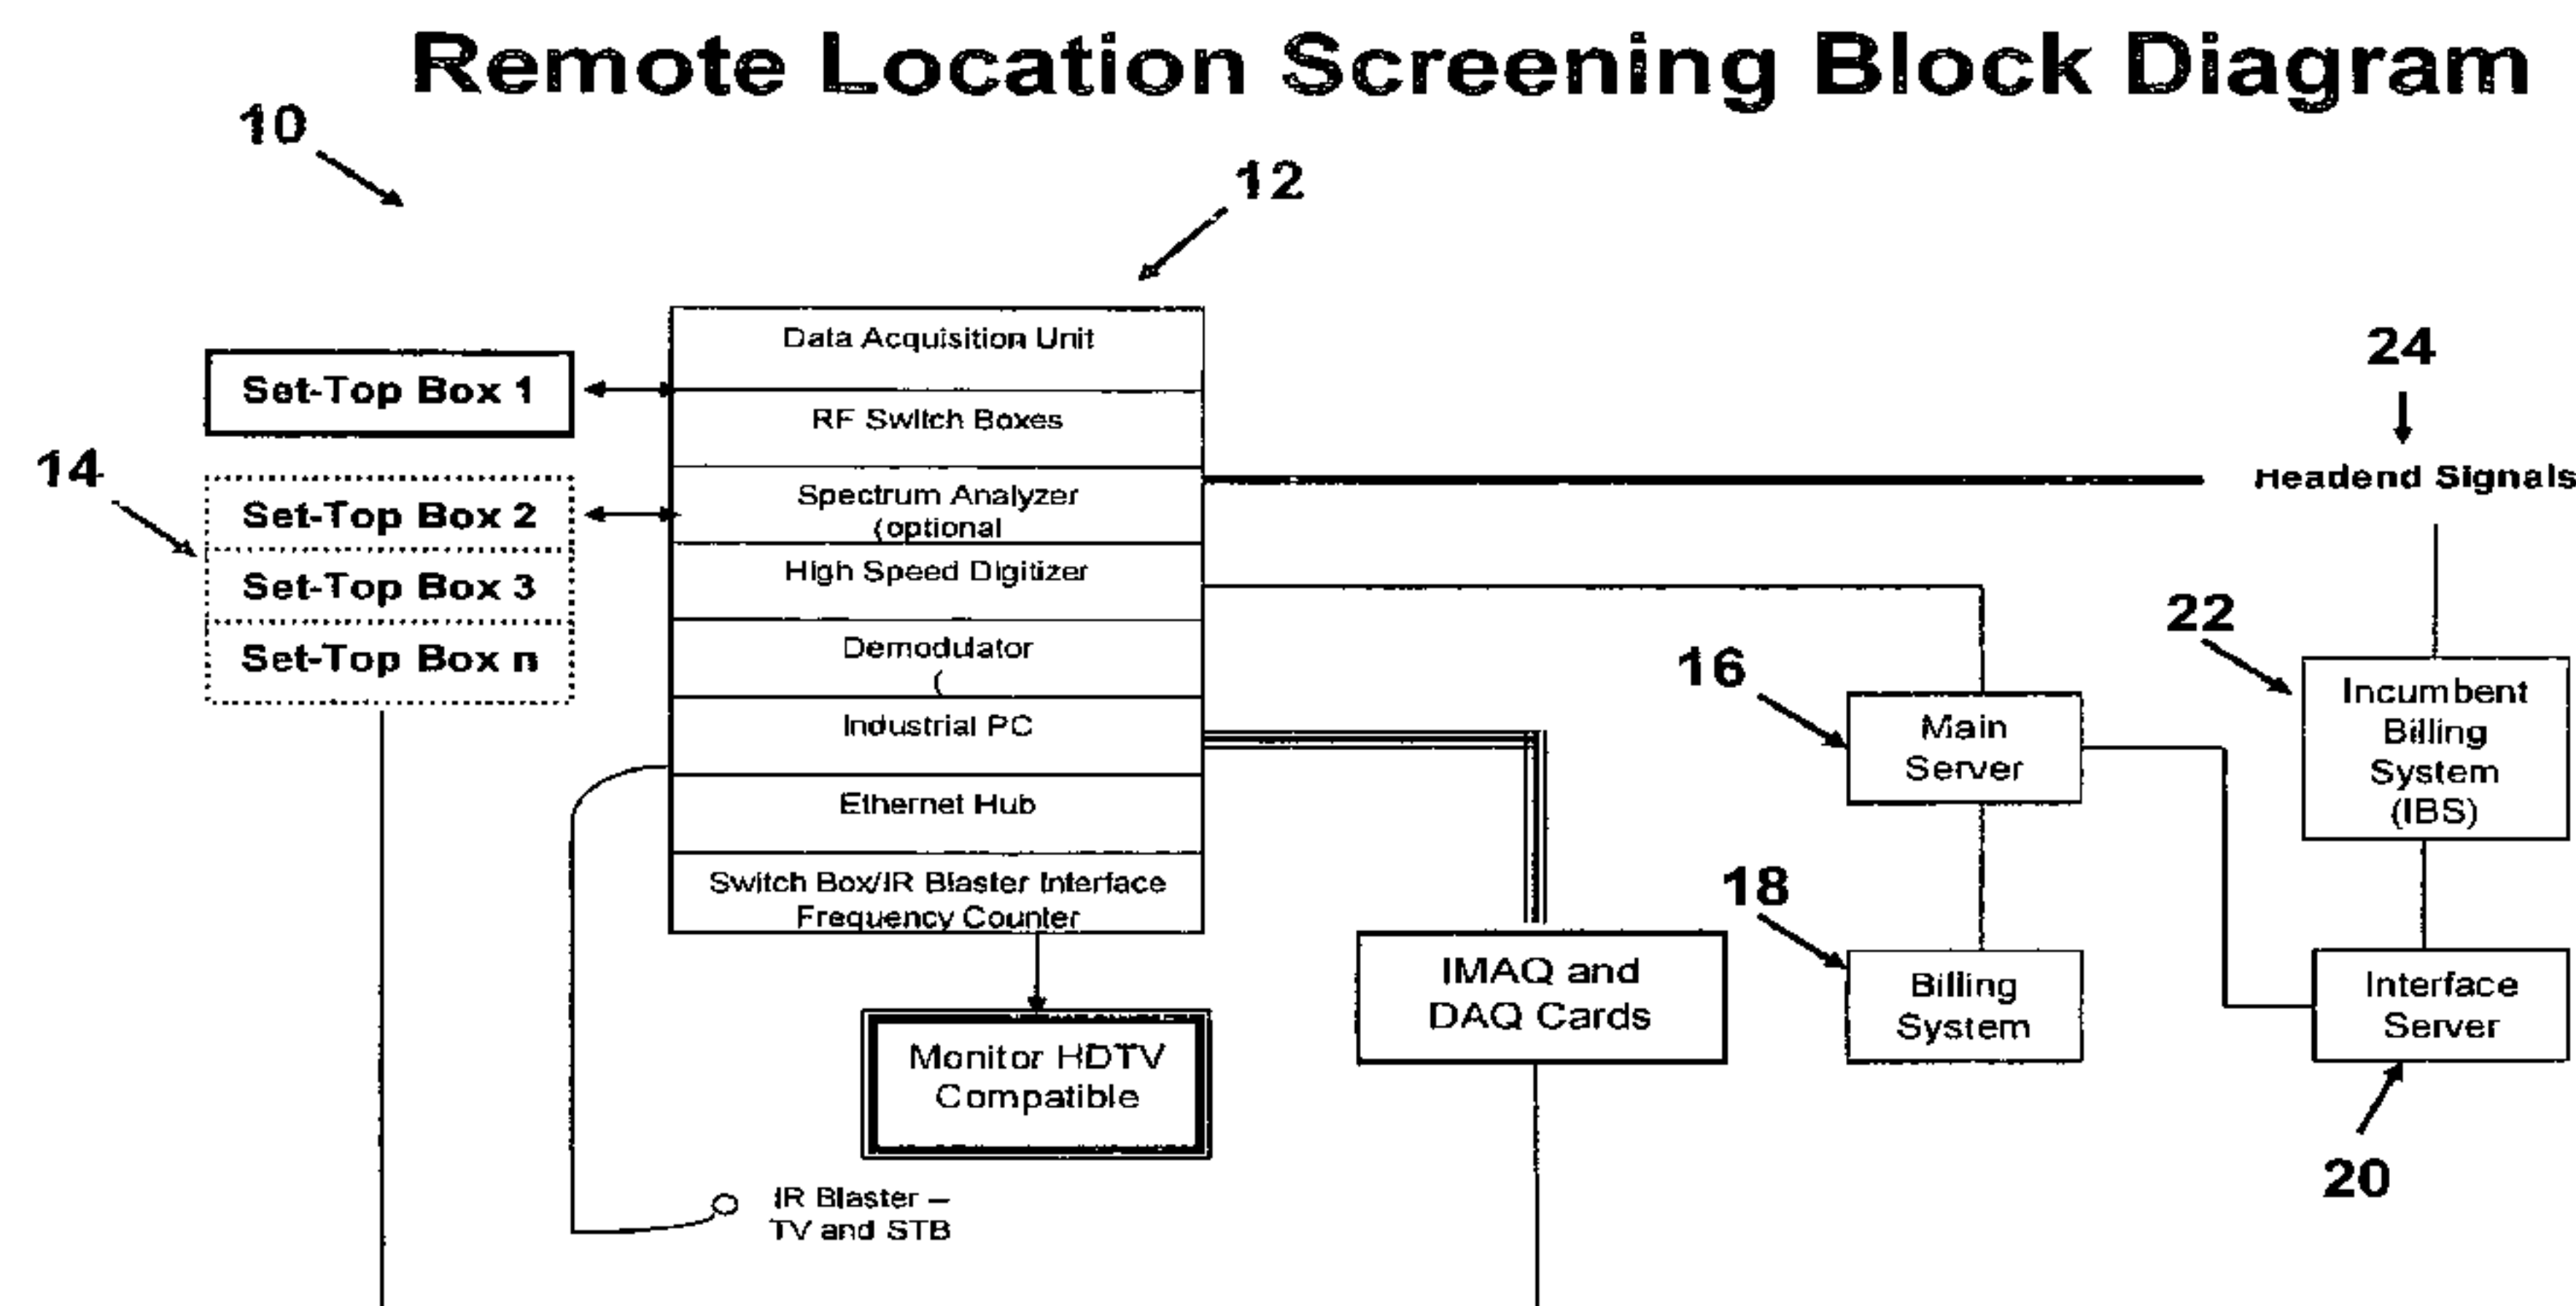 Remote Location Screening Block Diagram
10
12
Data Acquisition Unit
RF Switch Boxes
Spectrum Analyzer
(optional
High Speed Digitizer
Demodulator
(
Industrial PC
Ethernet Hub
Switch Box/IR Blaster Interface
Frequency Counter
Set-Top Box 1
14
Set-Top Box 2
Set-Top Box 3
Set-Top Box n
24
Headend Signals
22
Incumbent
Billing
System
(IBS)
16
Main
Server
18
Billing
System
Interface
Server
20
IMAQ and
DAQ Cards
Monitor HDTV
Compatible
IR Blaster –
TV and STB